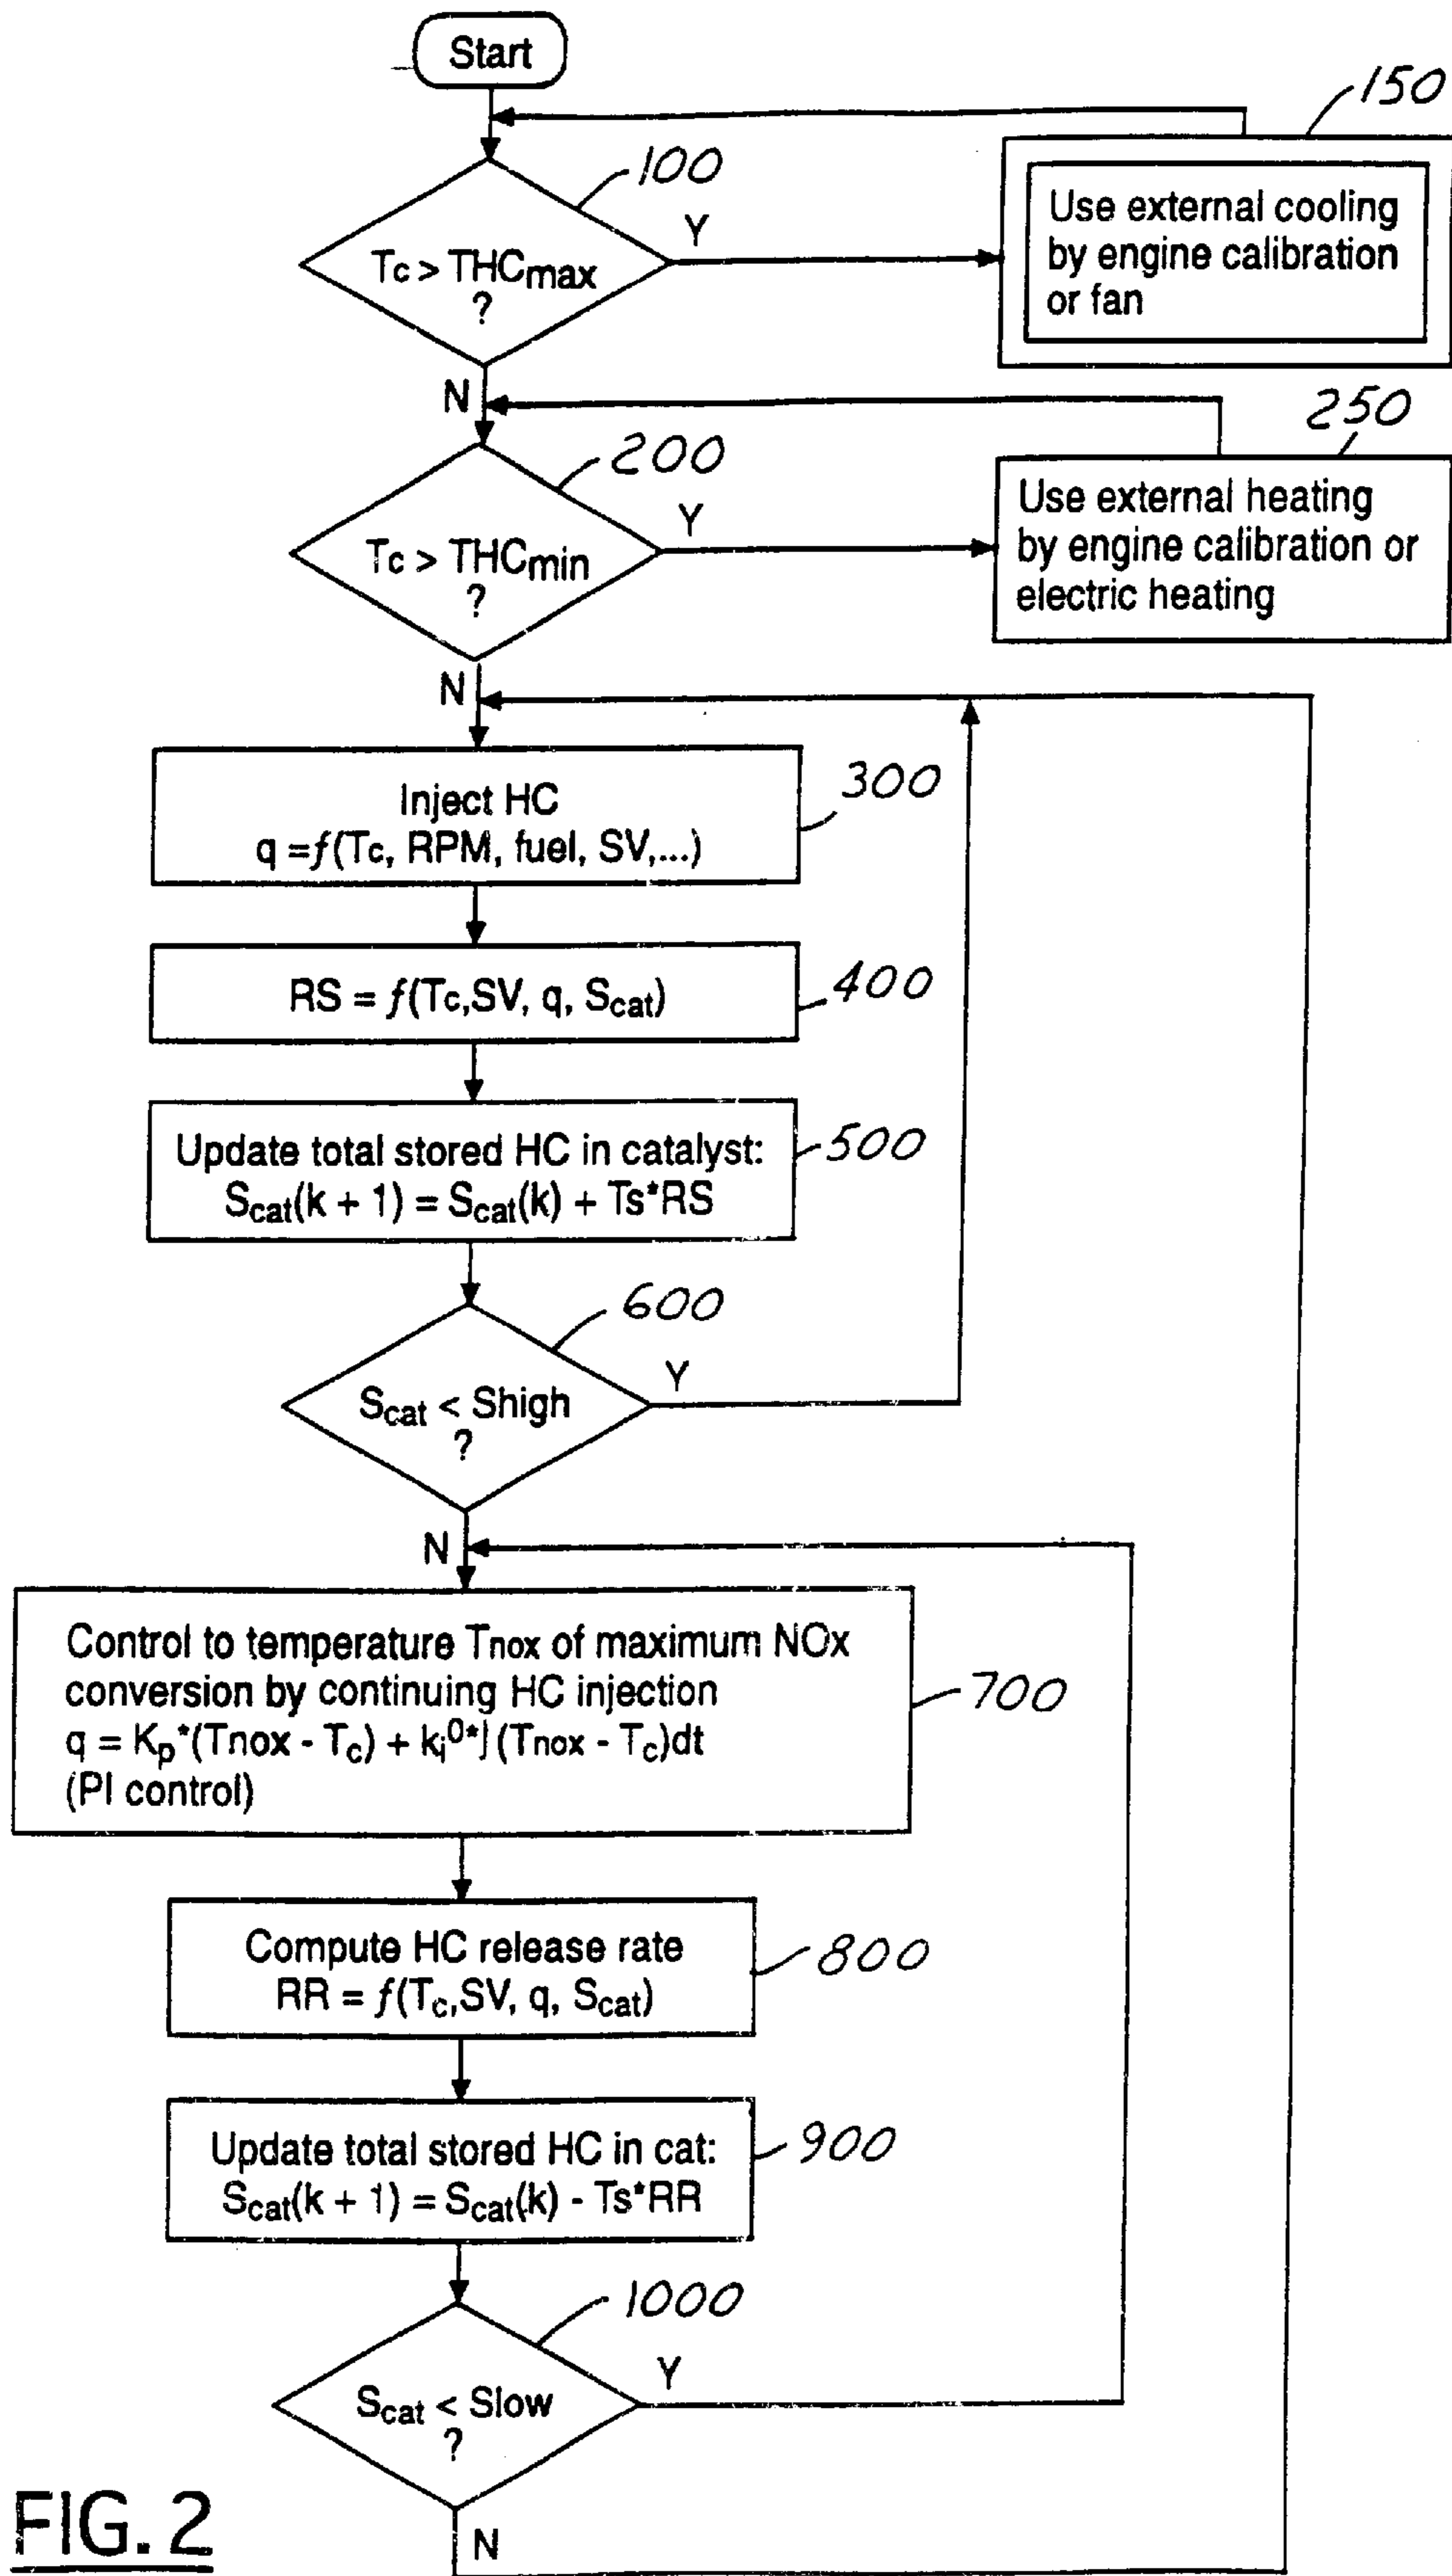 Start
150
100
Use external cooling
by engine calibration
or fan
Y
Tc > THCmax
?
N
250
200
Use external heating
by engine calibration or
electric heating
Y
Tc > THCmin
?
N
Inject HC
q =f(Tc, RPM, fuel, SV,...)
300
RS = f(Tc,SV, q, Scat)
400
Update total stored HC in catalyst:
Scat(k + 1) = Scat(k) + Ts*RS
500
600
Y
Scat < Shigh
?
N
Control to temperature Tnox of maximum NOx
conversion by continuing HC injection
q = Kp*(Tnox - Tc) + ki0*∫(Tnox - Tc)dt
(PI control)
700
Compute HC release rate
RR = f(Tc,SV, q, Scat)
800
Update total stored HC in cat:
Scat(k + 1) = Scat(k) - Ts*RR
900
1000
Y
Scat < Slow
?
N
FIG. 2